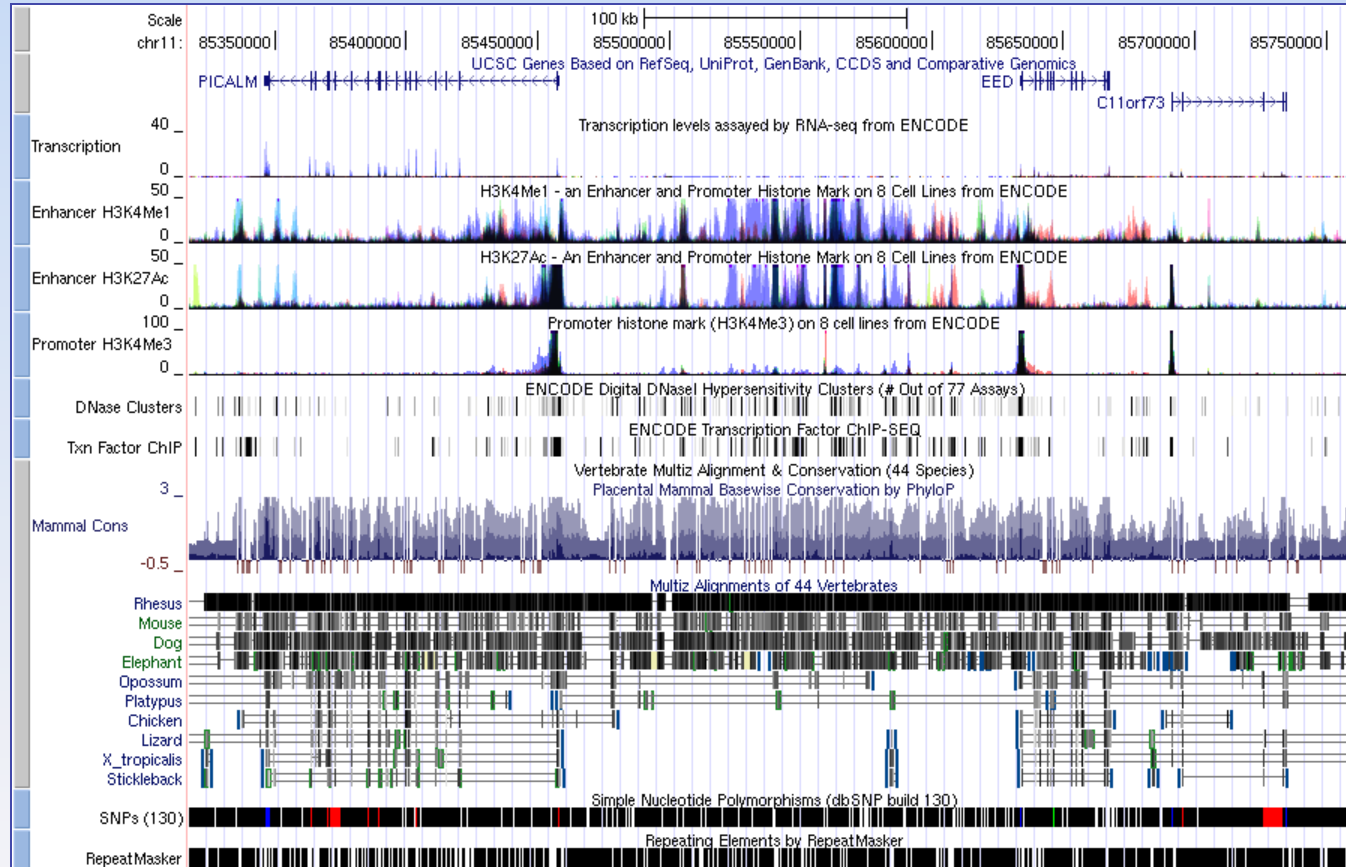 Scale 100 kb
chr11: 85350000 85400000 85450000 85500000 85550000 85600000 85650000 85700000 85750000
UCSC Genes Based on RefSeq, UniProt, GenBank, CCDS and Comparative Genomics
PICALM EED
C11orf73
Transcription levels assayed by RNA-seq from ENCODE
40 _
Transcription
0 _
H3K4Me1 - an Enhancer and Promoter Histone Mark on 8 Cell Lines from ENCODE
50 _
Enhancer H3K4Me1
0 _
H3K27Ac - An Enhancer and Promoter Histone Mark on 8 Cell Lines from ENCODE
50 _
Enhancer H3K27Ac
0 _
Promoter histone mark (H3K4Me3) on 8 cell lines from ENCODE
100 _
Promoter H3K4Me3
0 _
ENCODE Digital DNaseI Hypersensitivity Clusters (# Out of 77 Assays)
DNase Clusters
ENCODE Transcription Factor ChIP-SEQ
Txn Factor ChIP
Vertebrate Multiz Alignment & Conservation (44 Species)
Placental Mammal Basewise Conservation by PhyloP
3 _
Mammal Cons
-0.5 _
Multiz Alignments of 44 Vertebrates
Rhesus
Mouse
Dog
Elephant
Opossum
Platypus
Chicken
Lizard
X_tropicalis
Stickleback
Simple Nucleotide Polymorphisms (dbSNP build 130)
SNPs (130)
Repeating Elements by RepeatMasker
RepeatMasker